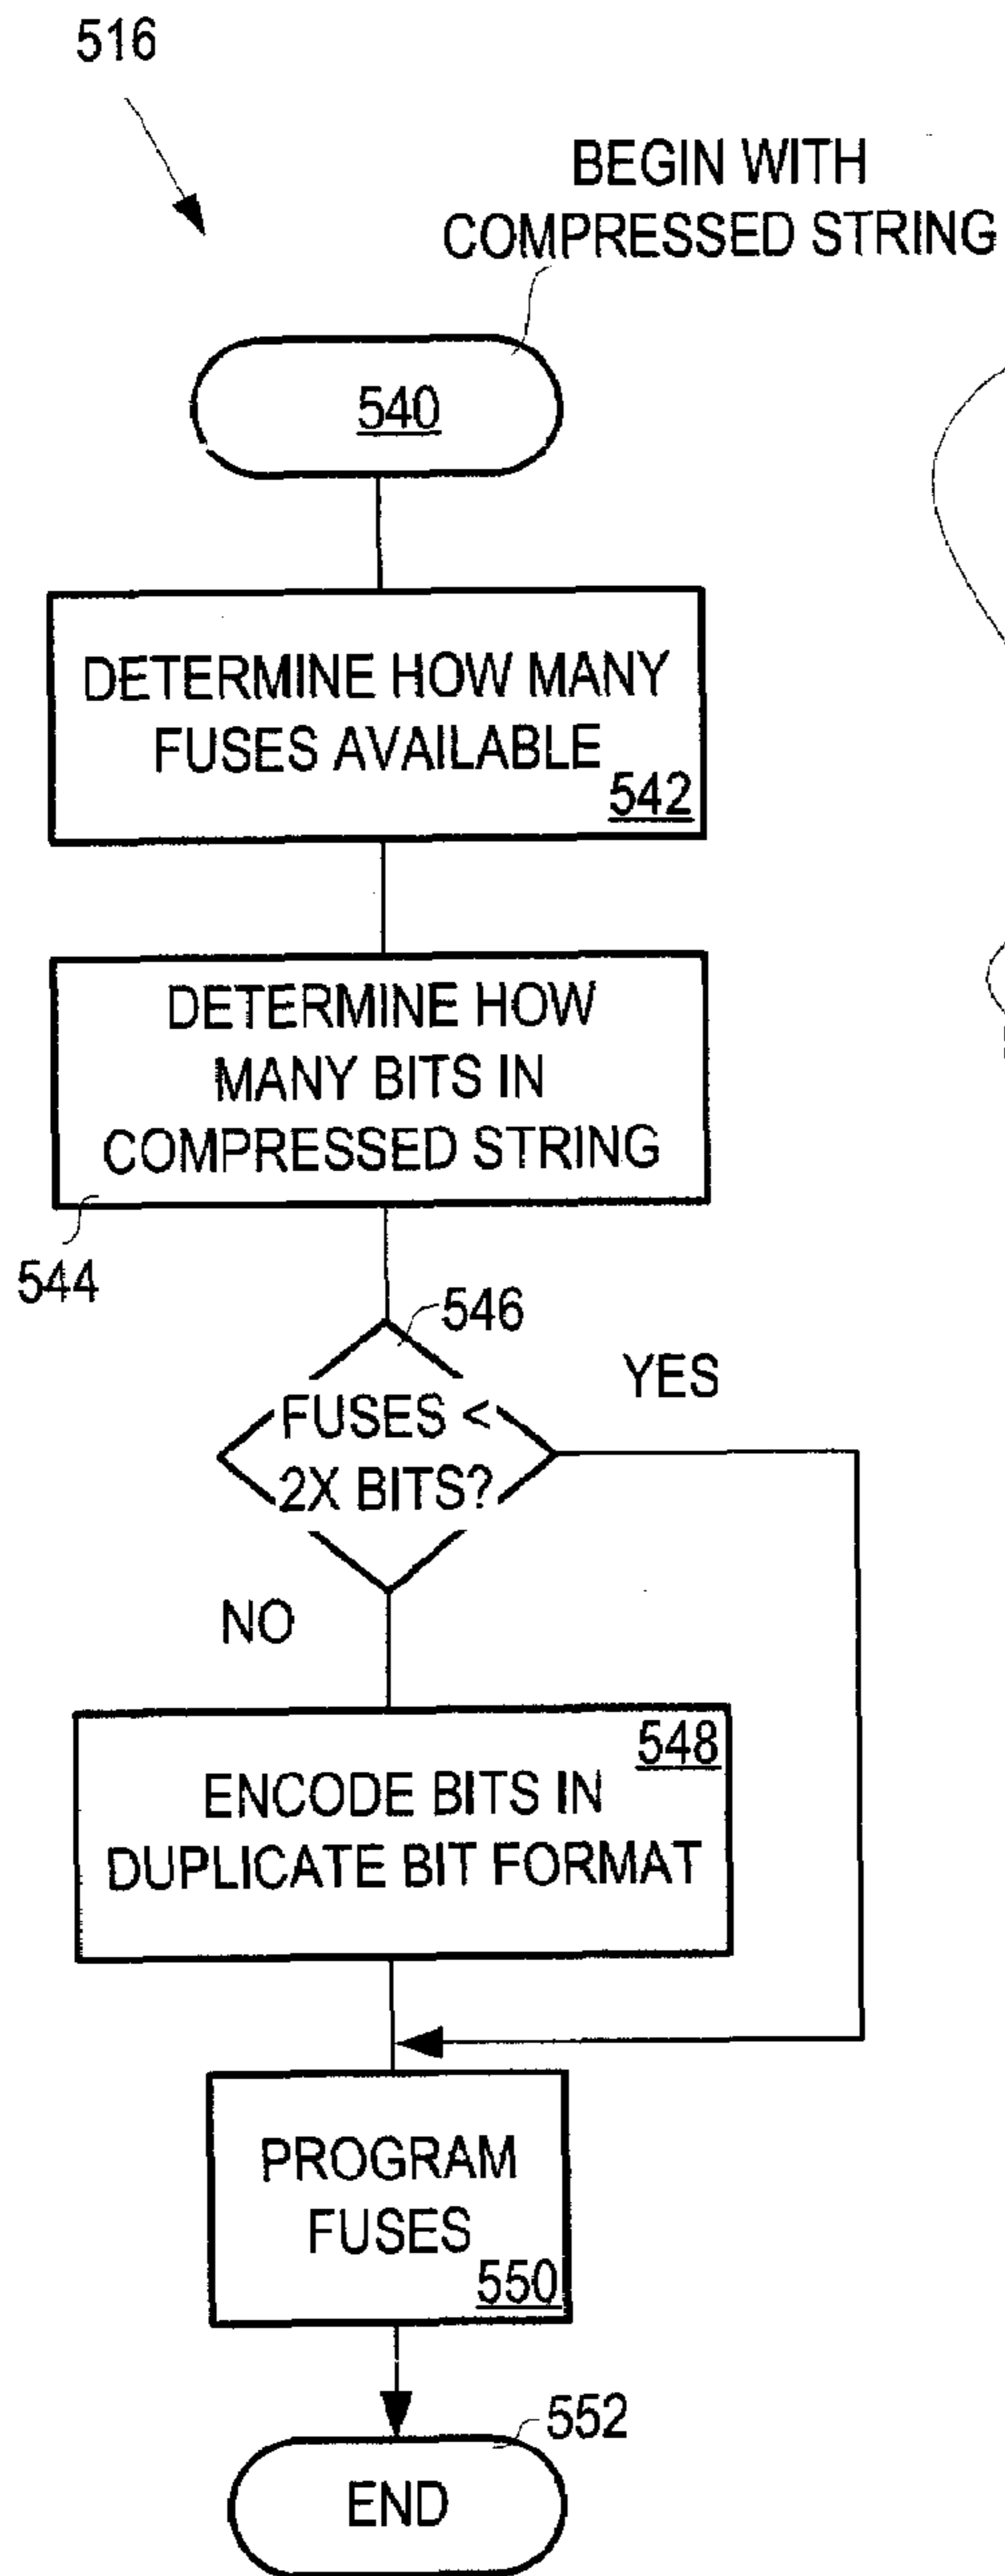 516
BEGIN WITH
COMPRESSED STRING
540
DETERMINE HOW MANY
FUSES AVAILABLE
542
DETERMINE HOW
MANY BITS IN
COMPRESSED STRING
544
546
FUSES <
2X BITS?
YES
NO
548
ENCODE BITS IN
DUPLICATE BIT FORMAT
PROGRAM
FUSES
550
552
END